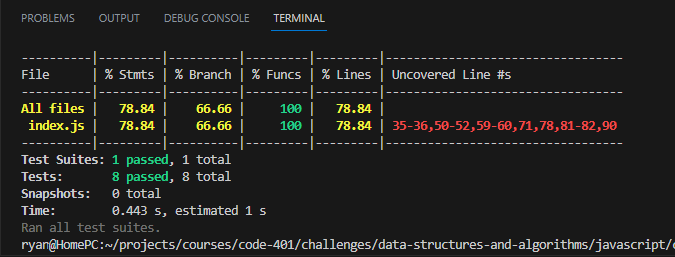 PROBLEMS OUTPUT DEBUG CONSOLE TERMINAL
----------|---------|----------|---------|---------|-------------------------------
File      | % Stmts | % Branch | % Funcs | % Lines | Uncovered Line #s
----------|---------|----------|---------|---------|-------------------------------
All files |   78.84 |    66.66 |     100 |   78.84 |
 index.js |   78.84 |    66.66 |     100 |   78.84 | 35-36,50-52,59-60,71,78,81-82,90
----------|---------|----------|---------|---------|-------------------------------
Test Suites: 1 passed, 1 total
Tests:       8 passed, 8 total
Snapshots:   0 total
Time:        0.443 s, estimated 1 s
Ran all test suites.
ryan@HomePC:~/projects/courses/code-401/challenges/data-structures-and-algorithms/javascript/